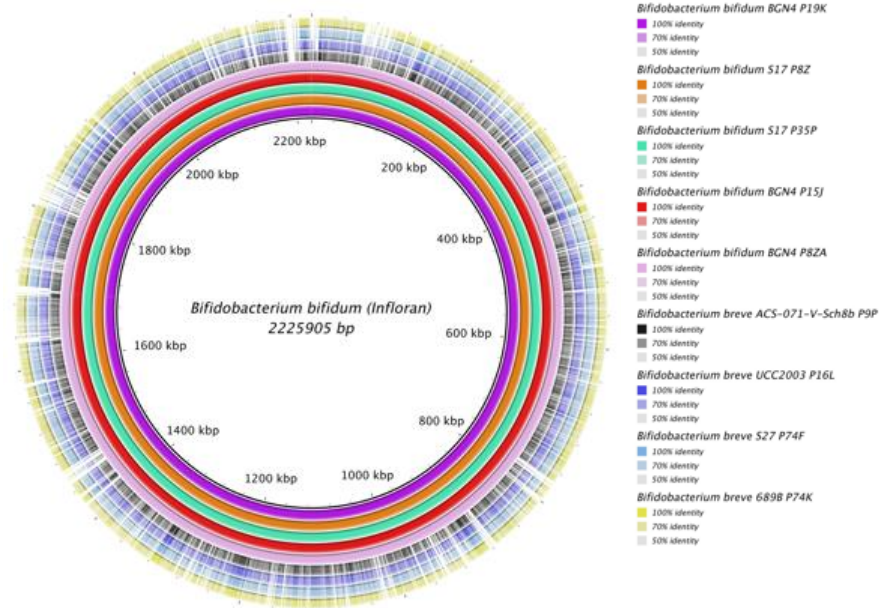 2200 kbp
200 kbp
400 kbp
600 kbp
800 kbp
1000 kbp
1200 kbp
1400 kbp
1600 kbp
1800 kbp
2000 kbp
Bifidobacterium bifidum (Infloran)
2225905 bp
Bifidobacterium bifidum BGN4 P19K
100% identity
70% identity
50% identity
Bifidobacterium bifidum S17 P8Z
100% identity
70% identity
50% identity
Bifidobacterium bifidum S17 P35P
100% identity
70% identity
50% identity
Bifidobacterium bifidum BGN4 P15J
100% identity
70% identity
50% identity
Bifidobacterium bifidum BGN4 P8ZA
100% identity
70% identity
50% identity
Bifidobacterium breve ACS-071-V-Sch8b P9P
100% identity
70% identity
50% identity
Bifidobacterium breve UCC2003 P16L
100% identity
70% identity
50% identity
Bifidobacterium breve S27 P74F
100% identity
70% identity
50% identity
Bifidobacterium breve 689B P74K
100% identity
70% identity
50% identity